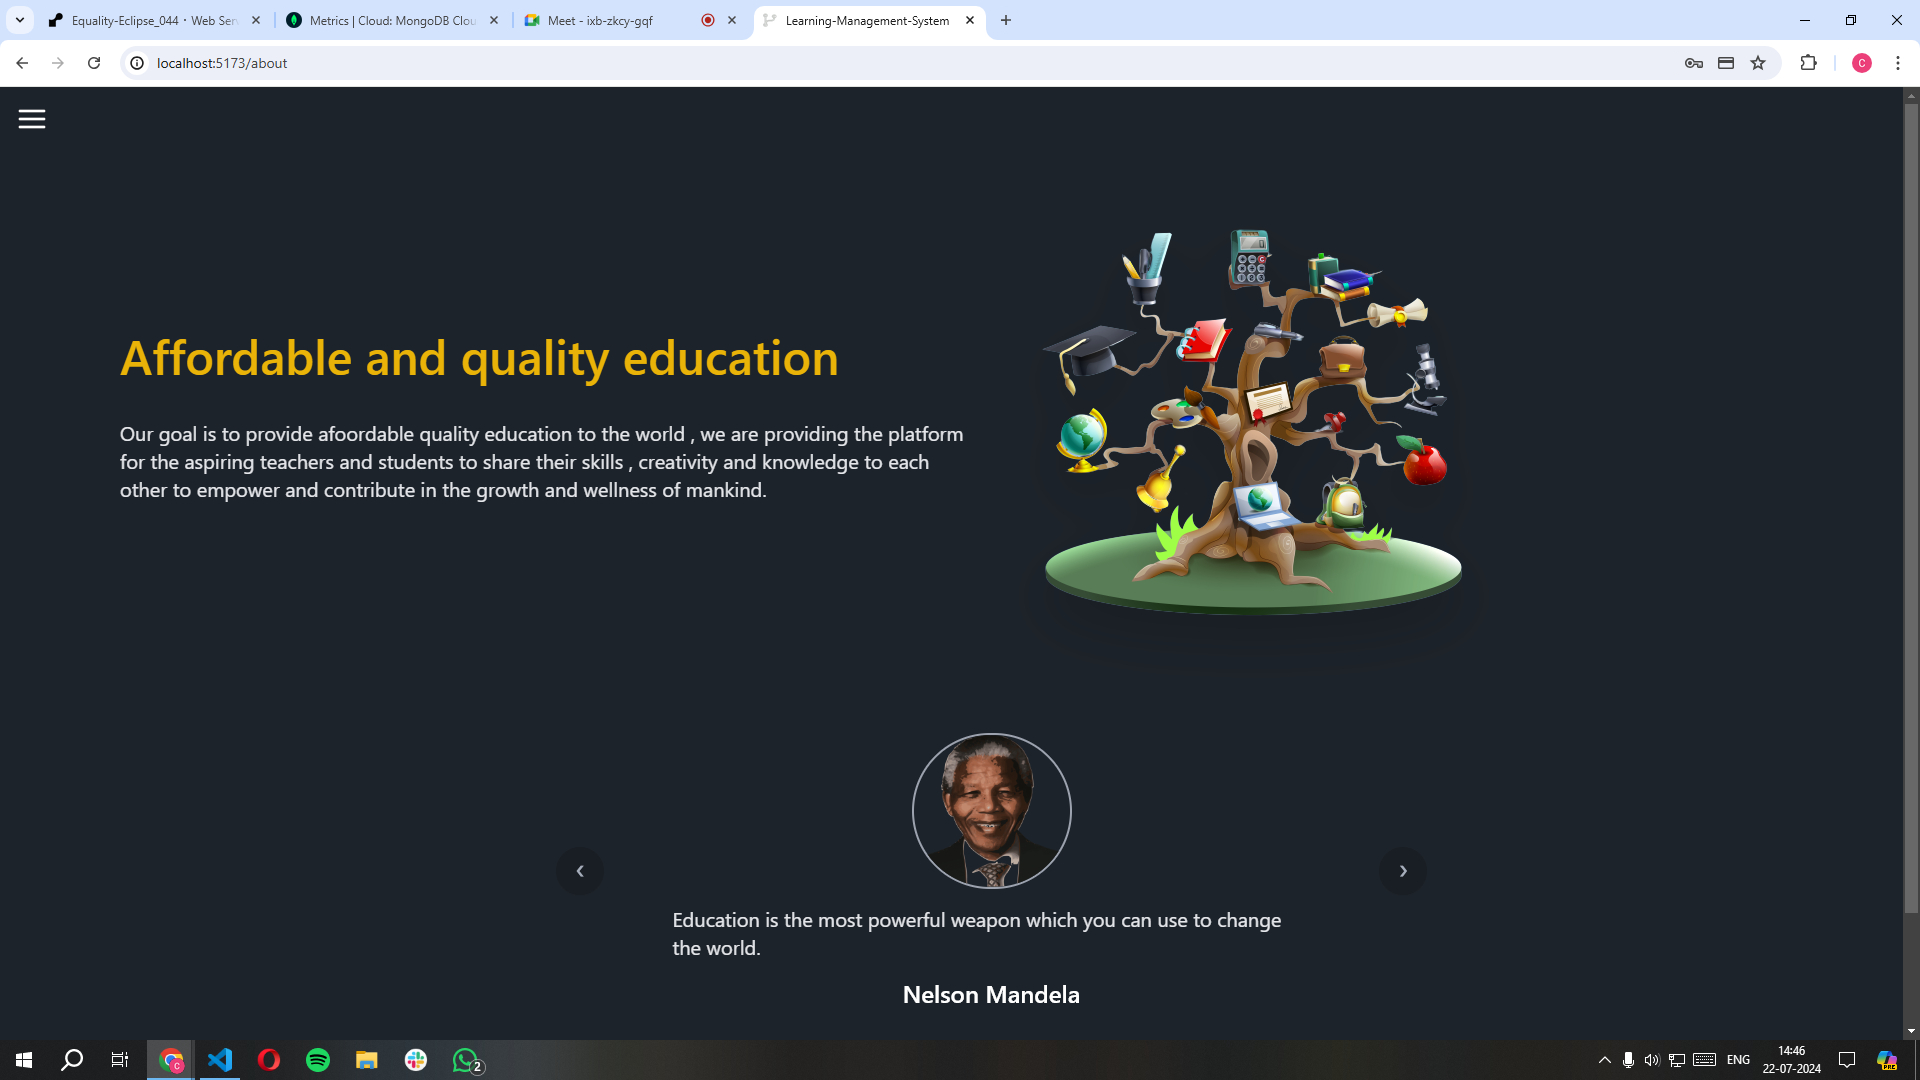 Equality-Eclipse_044 · Web Ser
Metrics | Cloud: MongoDB Clou
Meet - ixb-zkcy-gqf
Learning-Management-System
localhost:5173/about
C
Affordable and quality education
Our goal is to provide afoordable quality education to the world , we are providing the platform
for the aspiring teachers and students to share their skills , creativity and knowledge to each
other to empower and contribute in the growth and wellness of mankind.
Education is the most powerful weapon which you can use to change
the world.
Nelson Mandela
C
2
ENG
14:46
22-07-2024
PRE